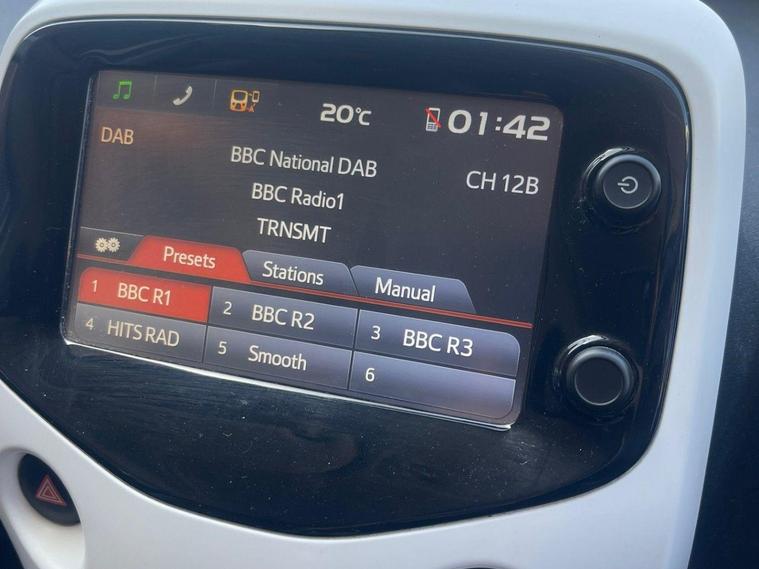 20°C
01:42
DAB
BBC National DAB
CH 12B
BBC Radio1
TRNSMT
Presets
Stations
Manual
1 BBC R1
2 BBC R2
3 BBC R3
4 HITS RAD
5 Smooth
6